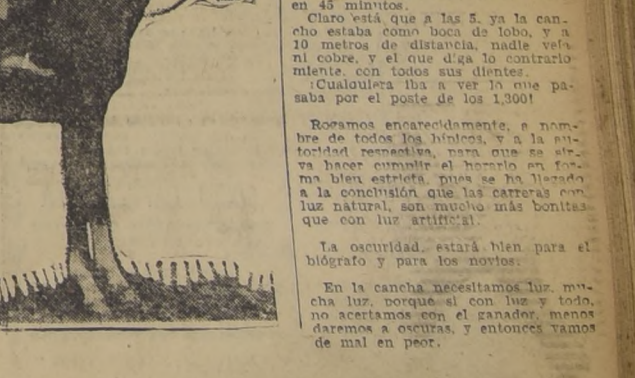 en 45 minutos.
Claro está, que a las 5. ya la can-
cho estaba como boca de lobo, y a
10 metros de distancia, nadie veía
ni cobre, y el que diga lo contrario
miente, con todos sus dientes.
¡Cualquiera iba a ver lo que pa-
saba por el poste de los 1,300!
Rogamos encarecidamente, a nom-
bre de todos los hípicos, y a la au-
toridad respectiva, para que se sir-
va hacer cumplir el horario en for-
ma bien estricta, pues se ha llegado
a la conclusión que las carreras con
luz natural, son mucho más bonitas
que con luz artificial.
La oscuridad, estará bien para el
biógrafo y para los novios.
En la cancha necesitamos luz, mu-
cha luz, porque si con luz y todo,
no acertamos con el ganador, menos
daremos a oscuras, y entonces vamos
de mal en peor.